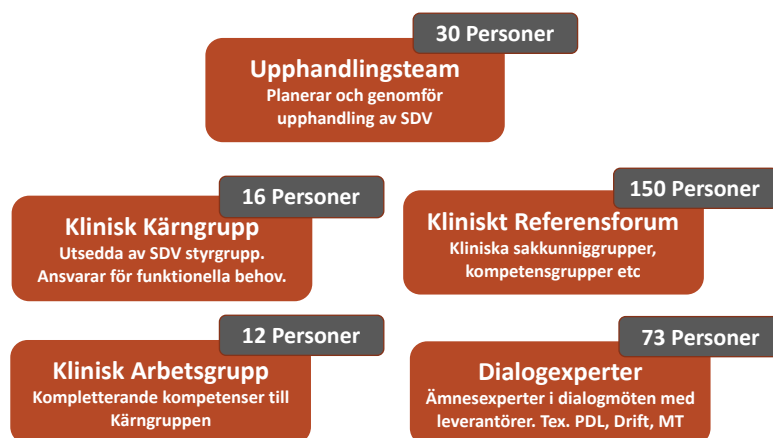 30 Personer
Upphandlingsteam
Planerar och genomför
upphandling av SDV
16 Personer
Klinisk Kärngrupp
Utsedda av SDV styrgrupp.
Ansvarar för funktionella behov.
150 Personer
Kliniskt Referensforum
Kliniska sakkunniggrupper,
kompetensgrupper etc
12 Personer
Klinisk Arbetsgrupp
Kompletterande kompetenser till
Kärngruppen
73 Personer
Dialogexperter
Ämnesexperter i dialogmöten med
leverantörer. Tex. PDL, Drift, MT